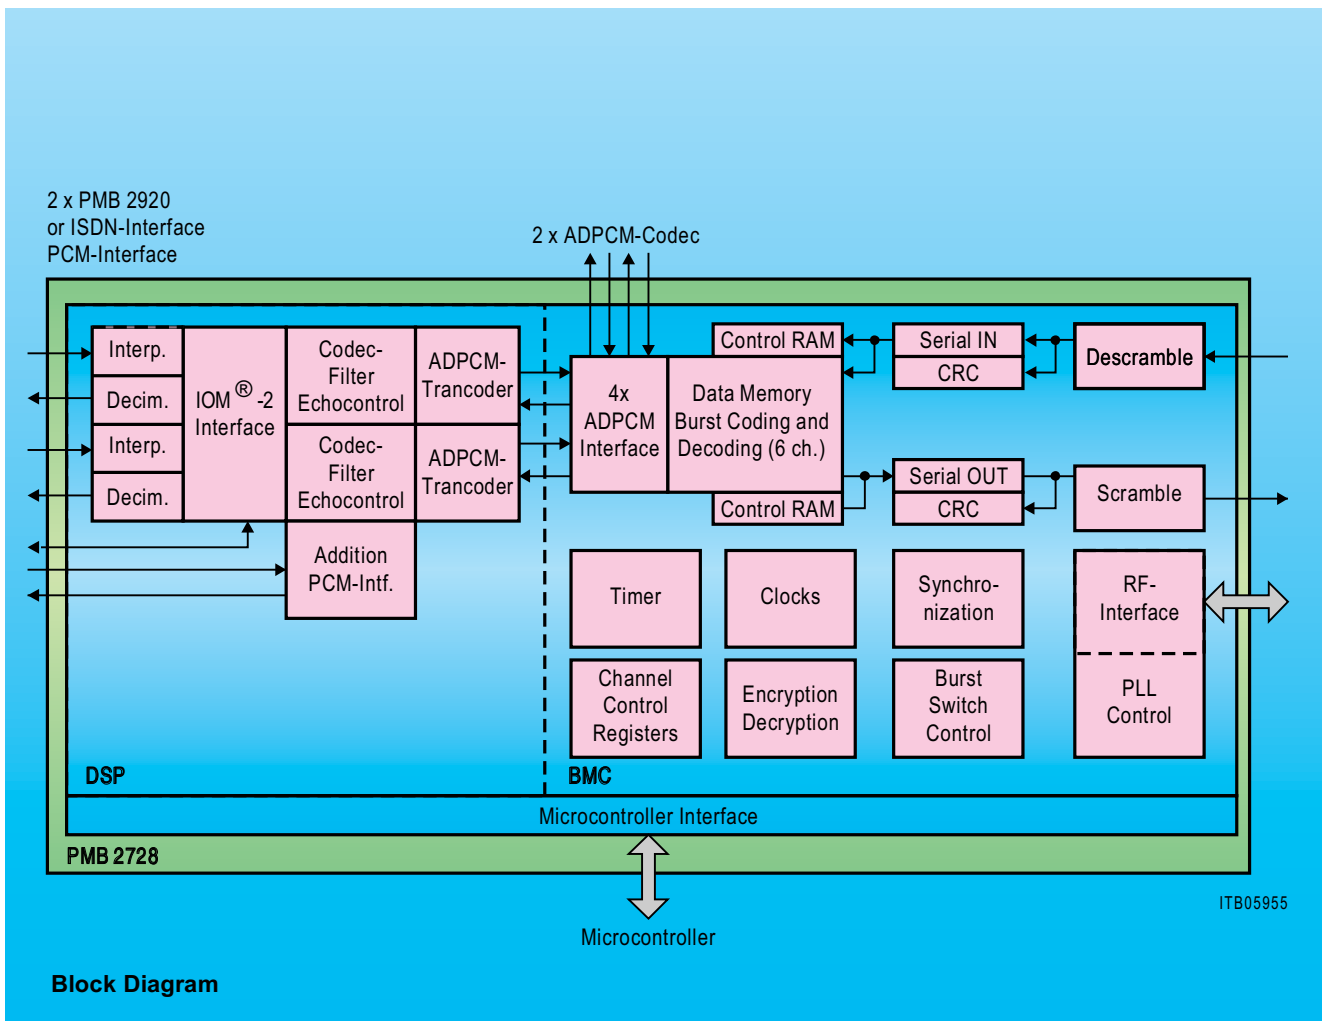 2 x PMB 2920
or ISDN-Interface
PCM-Interface
2 x ADPCM-Codec
Interp.
Decim.
Interp.
Decim.
IOM®-2
Interface
Codec-
Filter
Echocontrol
Codec-
Filter
Echocontrol
ADPCM-
Trancoder
ADPCM-
Trancoder
Addition
PCM-Intf.
4x
ADPCM
Interface
Control RAM
Data Memory
Burst Coding and
Decoding (6 ch.)
Control RAM
Serial IN
CRC
Descramble
Serial OUT
CRC
Scramble
Timer
Clocks
Synchro-
nization
RF-
Interface
Channel
Control
Registers
Encryption
Decryption
Burst
Switch
Control
PLL
Control
DSP
BMC
Microcontroller Interface
PMB 2728
ITB05955
Microcontroller
Block Diagram